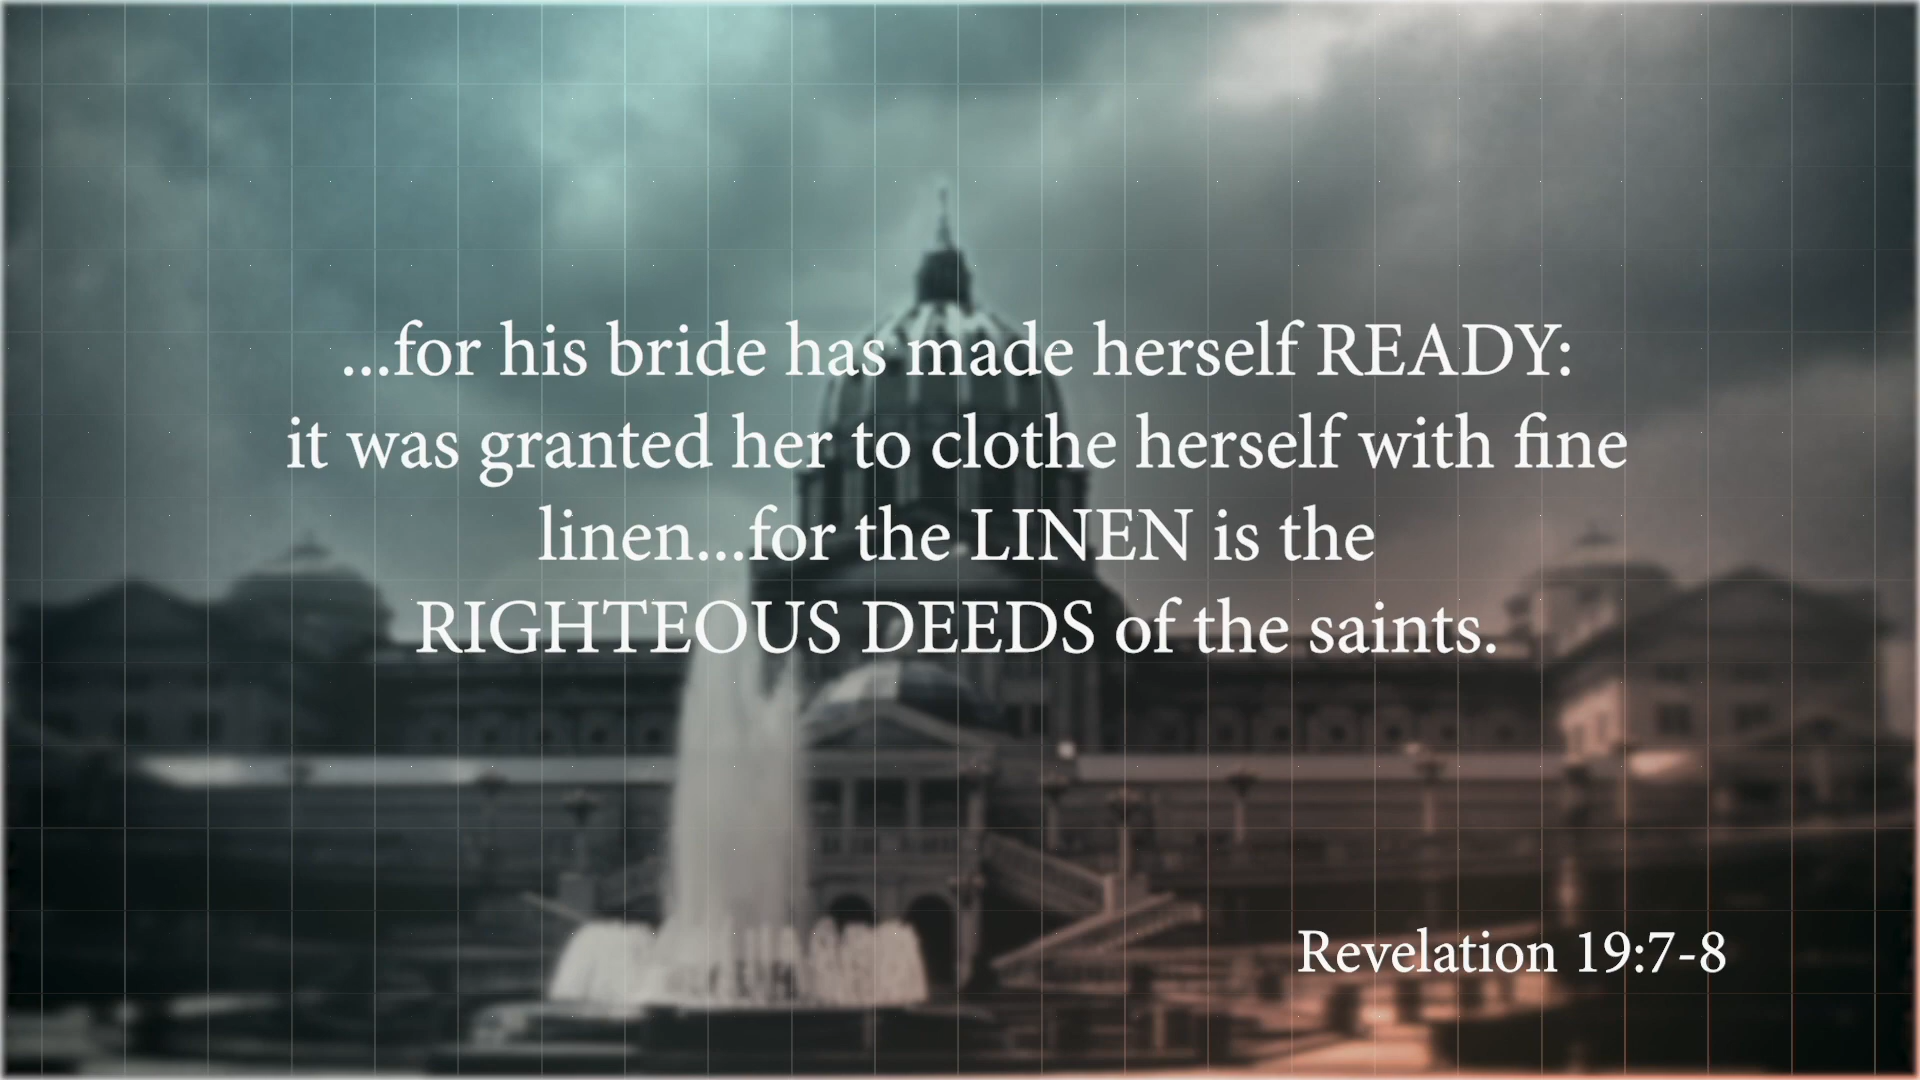 ...for his bride has made herself READY:
it was granted her to clothe herself with fine
linen...for the LINEN is the
RIGHTEOUS DEEDS of the saints.
Revelation 19:7-8